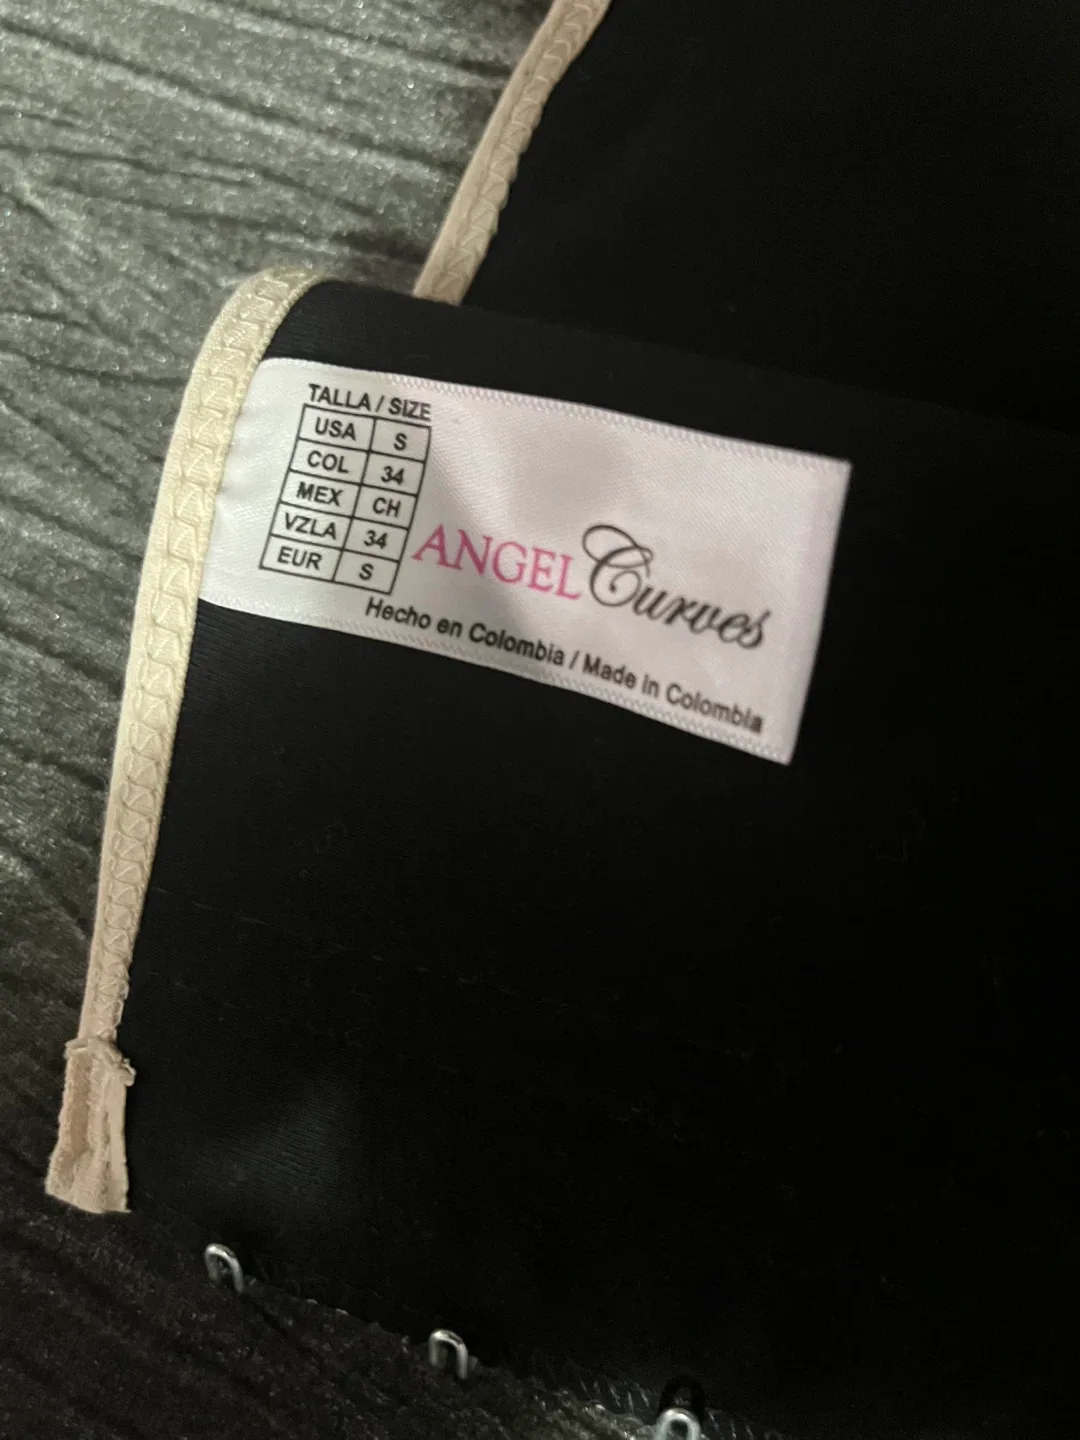 TALLA / SIZE
USA S
COL 34
MEX CH
VZLA 34
EUR S
ANGEL Curves
Hecho en Colombia / Made in Colombia